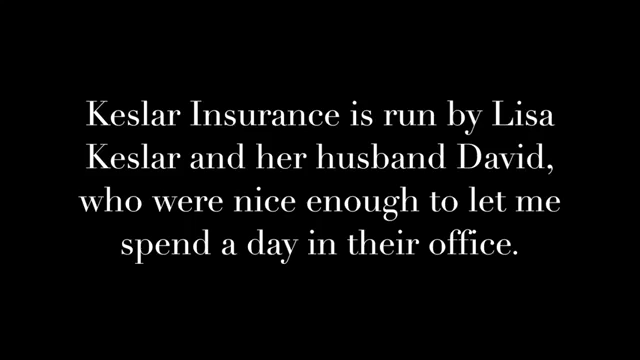 Keslar Insurance is run by Lisa
Keslar and her husband David,
who were nice enough to let me
spend a day in their office.